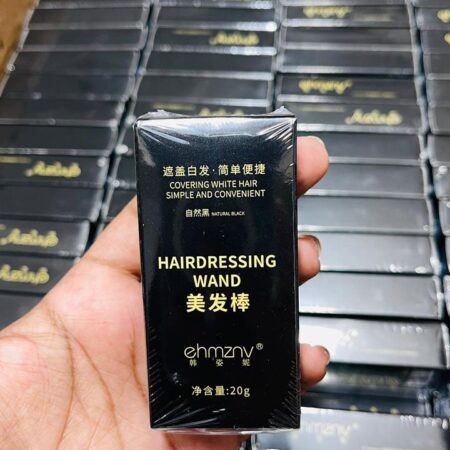 遮盖白发·简单便捷
COVERING WHITE HAIR
SIMPLE AND CONVENIENT
自然黑 NATURAL BLACK
HAIRDRESSING
WAND
美发棒
ehmznv®
韩姿妮
净含量:20g